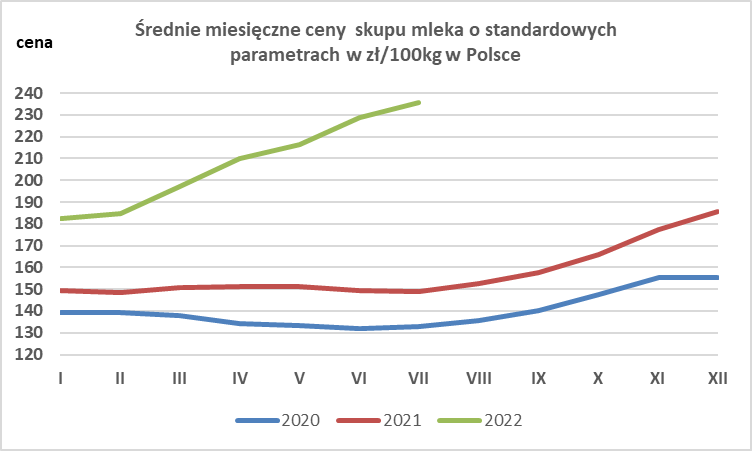 Średnie miesięczne ceny  skupu mleka o standardowych
parametrach w zł/100kg w Polsce
cena
240
230
220
210
200
190
180
170
160
150
140
130
120
I II III IV V VI VII VIII IX X XI XII
2020 2021 2022